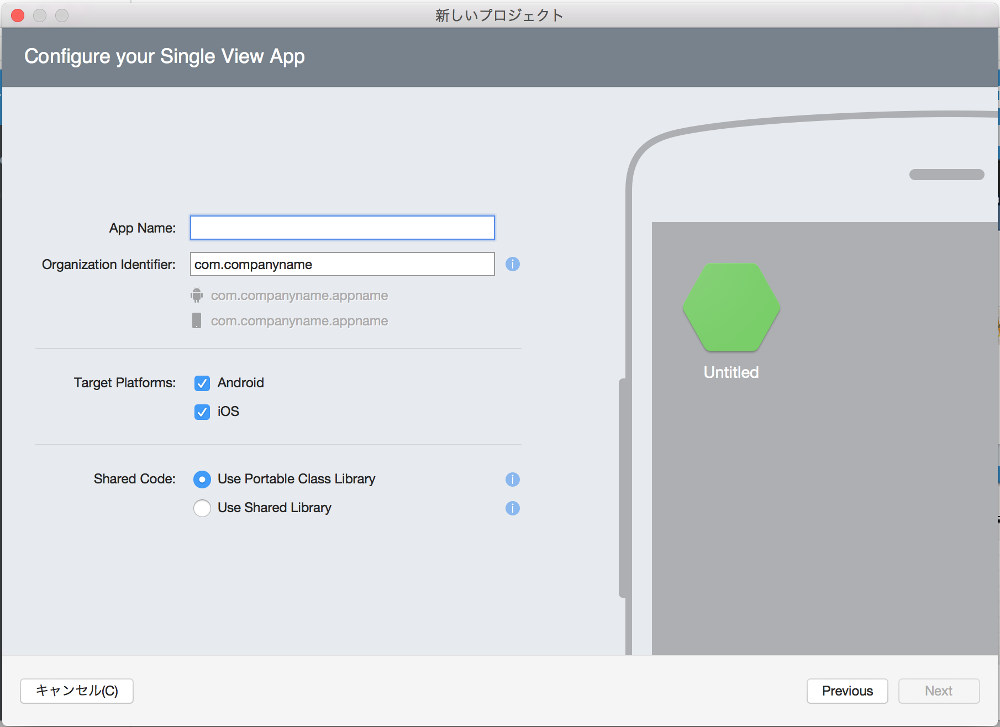 新しいプロジェクト
Configure your Single View App
App Name:
Organization Identifier: com.companyname
com.companyname.appname
com.companyname.appname
Target Platforms: Android
iOS
Shared Code: Use Portable Class Library
Use Shared Library
Untitled
キャンセル(C) Previous Next